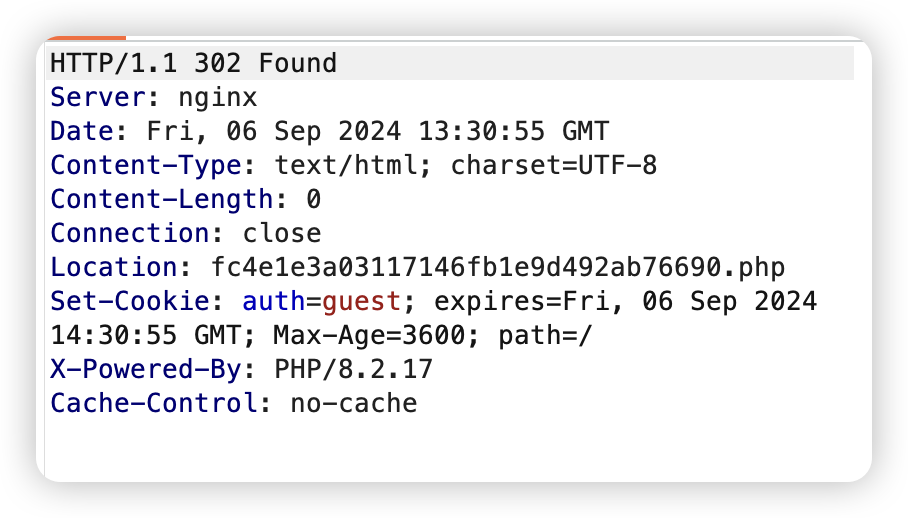 HTTP/1.1 302 Found
Server: nginx
Date: Fri, 06 Sep 2024 13:30:55 GMT
Content-Type: text/html; charset=UTF-8
Content-Length: 0
Connection: close
Location: fc4e1e3a03117146fb1e9d492ab76690.php
Set-Cookie: auth=guest; expires=Fri, 06 Sep 2024
14:30:55 GMT; Max-Age=3600; path=/
X-Powered-By: PHP/8.2.17
Cache-Control: no-cache